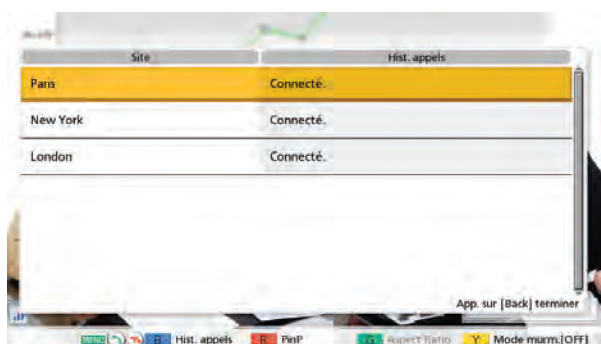 Site Hist. appels
Paris Connecté.
New York Connecté.
London Connecté.
App. sur [Back] terminer
MENU B Hist. appels R PinP G Aspect Ratio Y Mode murm.[OFF]